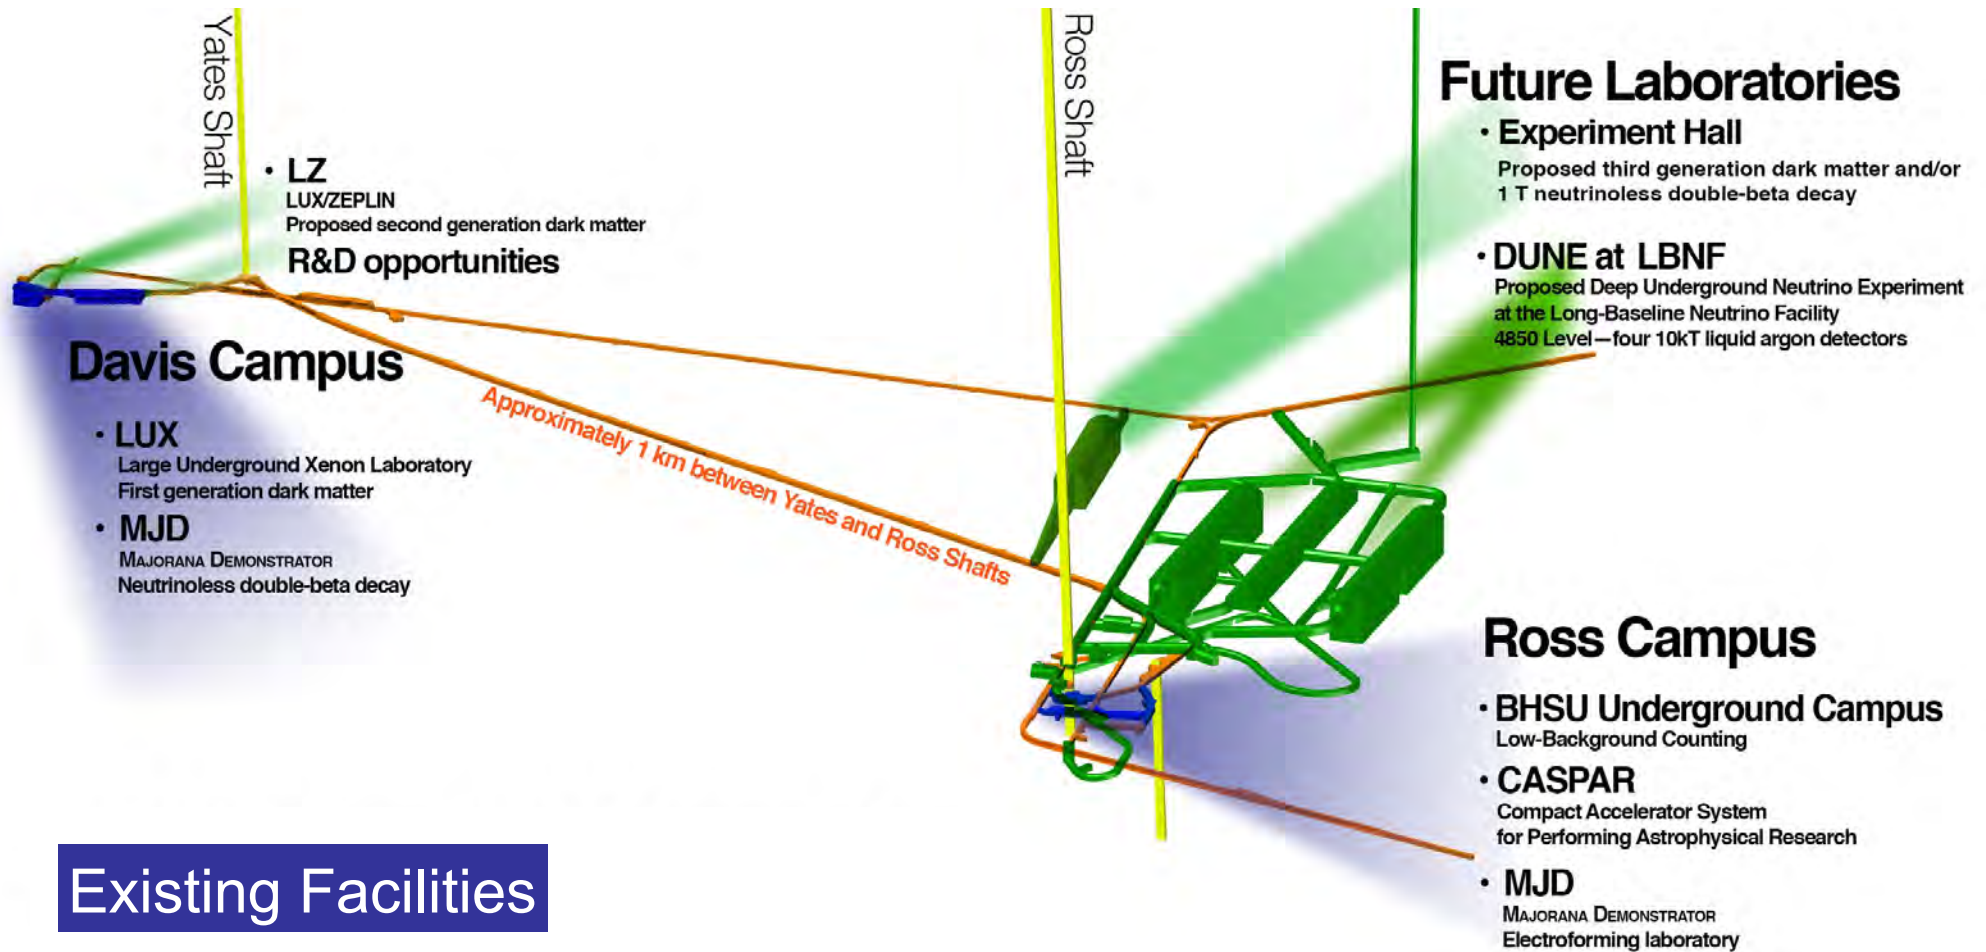 Yates Shaft
• LZ
LUX/ZEPLIN
Proposed second generation dark matter
R&D opportunities
Davis Campus
• LUX
Large Underground Xenon Laboratory
First generation dark matter
• MJD
MAJORANA DEMONSTRATOR
Neutrinoless double-beta decay
Approximately 1 km between Yates and Ross Shafts
Ross Shaft
Future Laboratories
• Experiment Hall
Proposed third generation dark matter and/or
1 T neutrinoless double-beta decay
• DUNE at LBNF
Proposed Deep Underground Neutrino Experiment
at the Long-Baseline Neutrino Facility
4850 Level—four 10kT liquid argon detectors
Ross Campus
• BHSU Underground Campus
Low-Background Counting
• CASPAR
Compact Accelerator System
for Performing Astrophysical Research
• MJD
MAJORANA DEMONSTRATOR
Electroforming laboratory
Existing Facilities